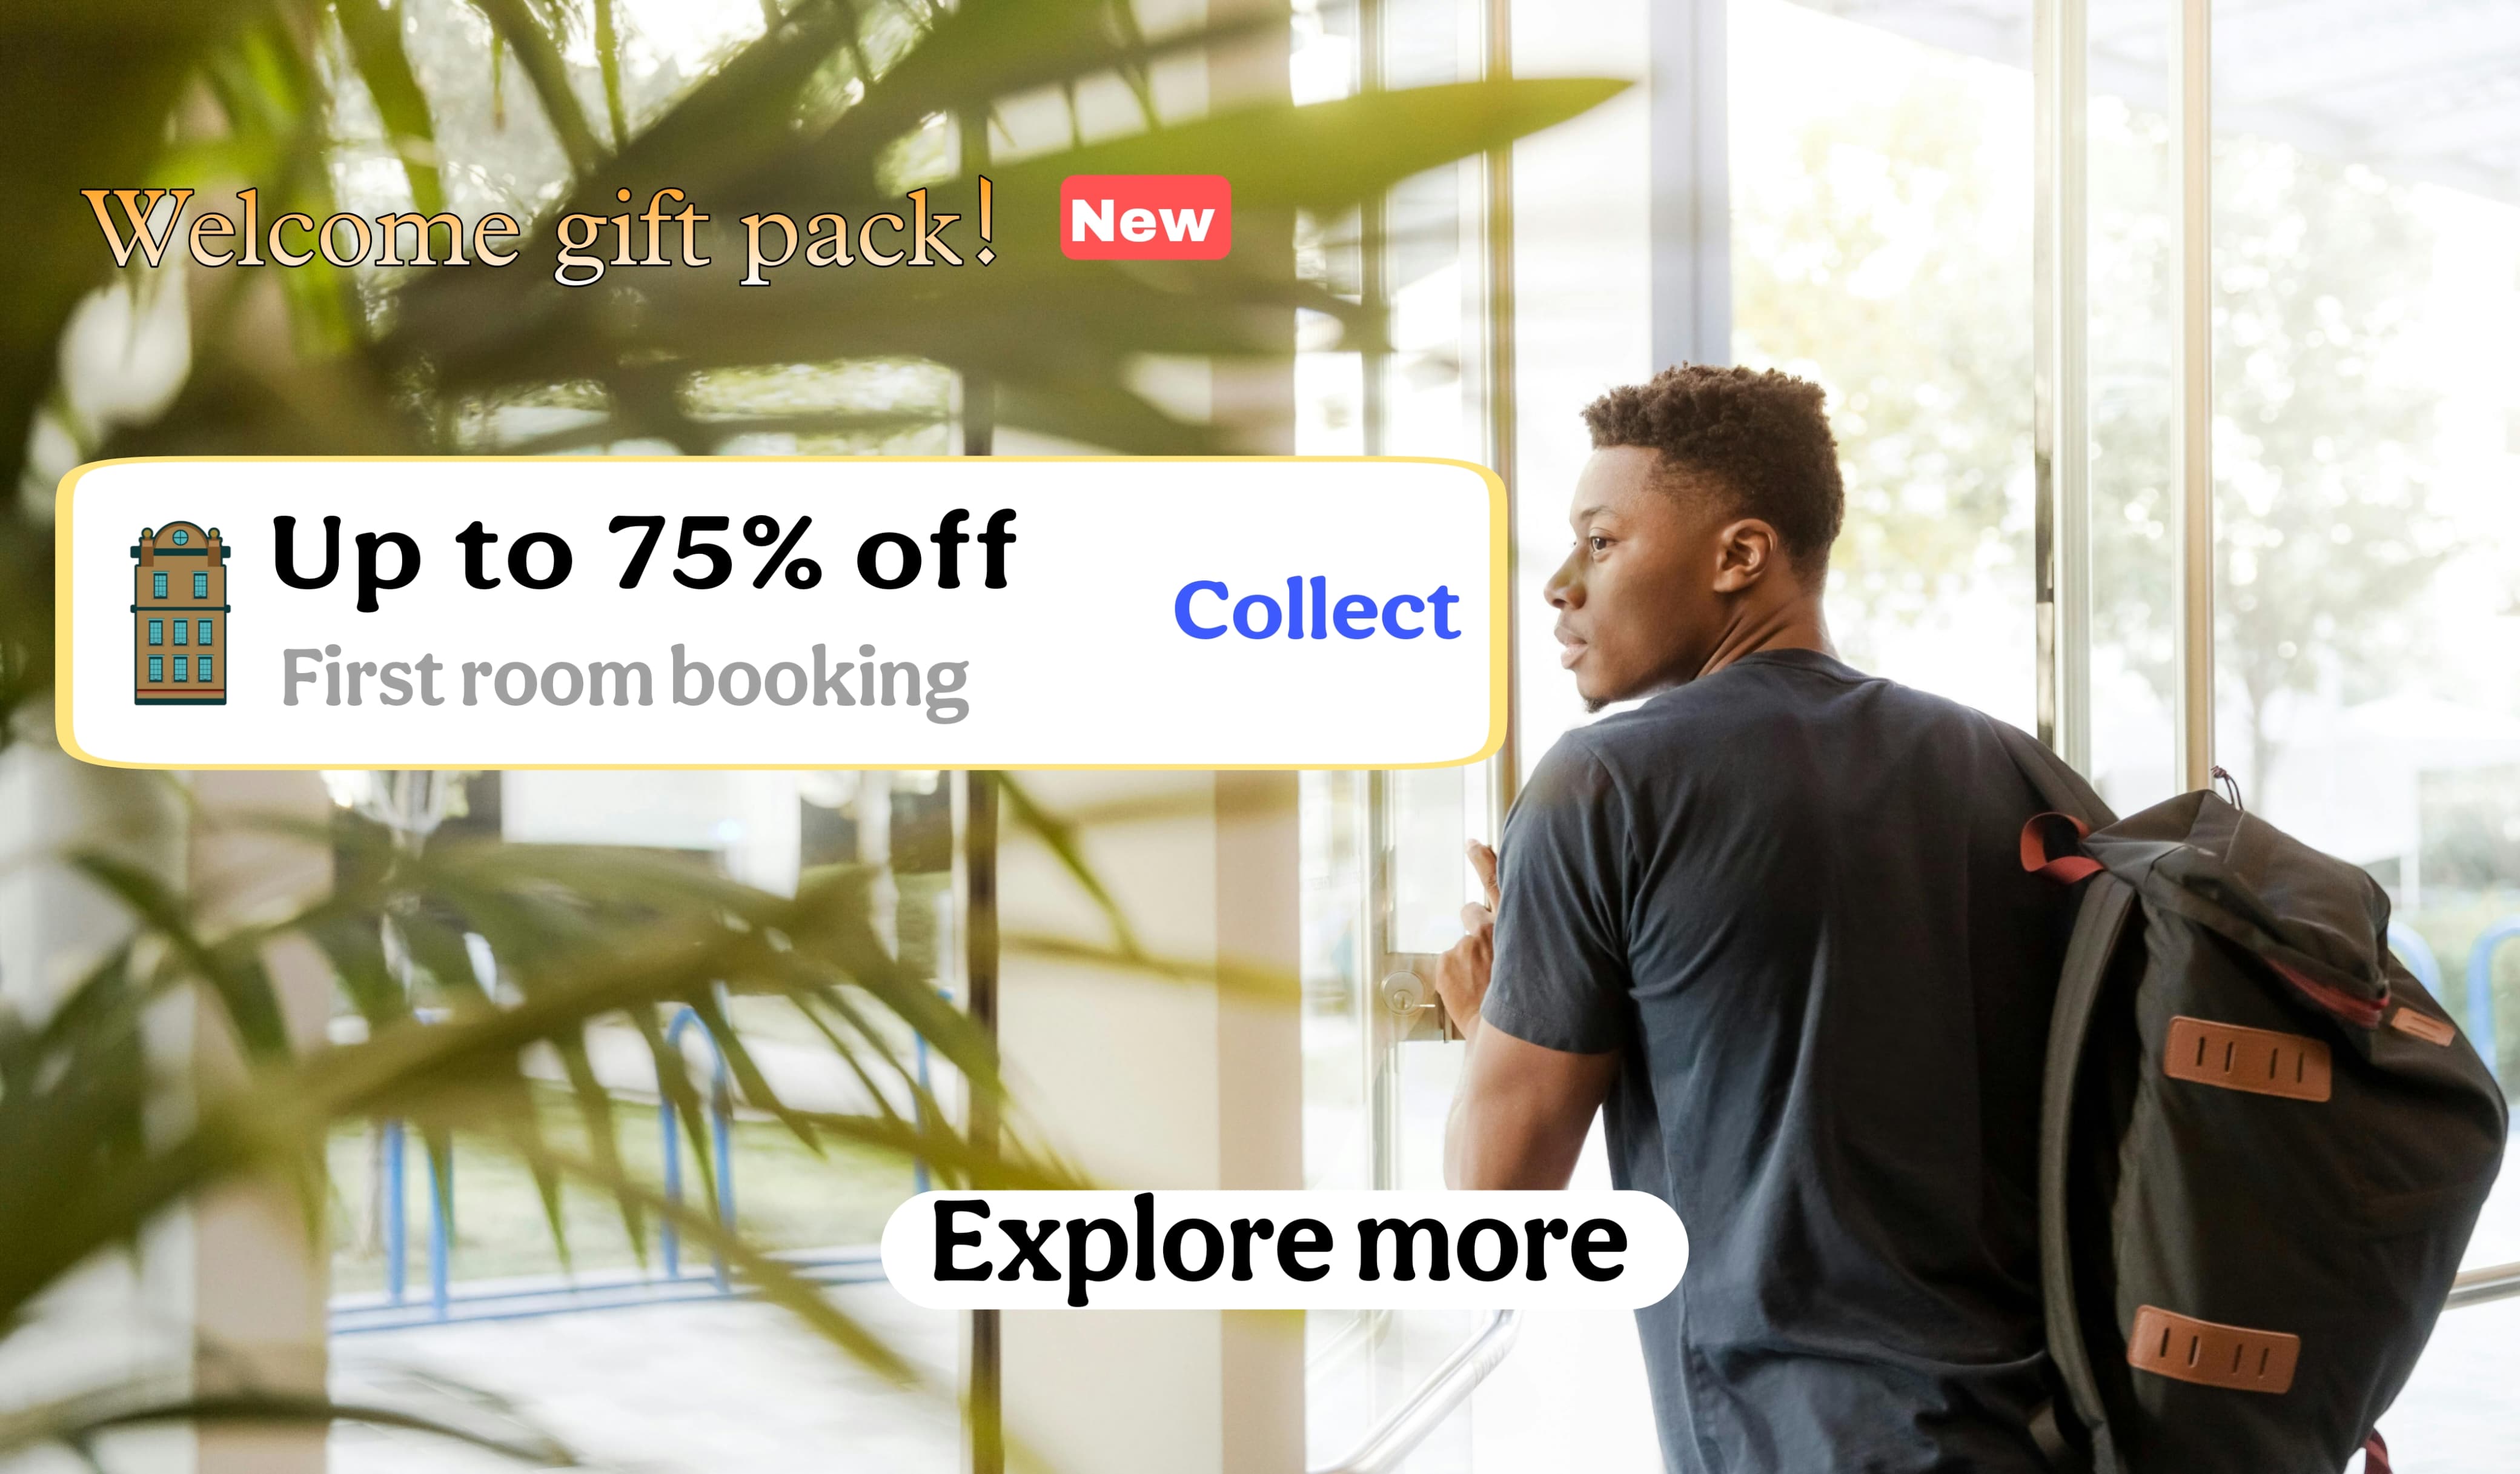 Welcome gift pack!
New
Up to 75% off
First room booking
Collect
Explore more